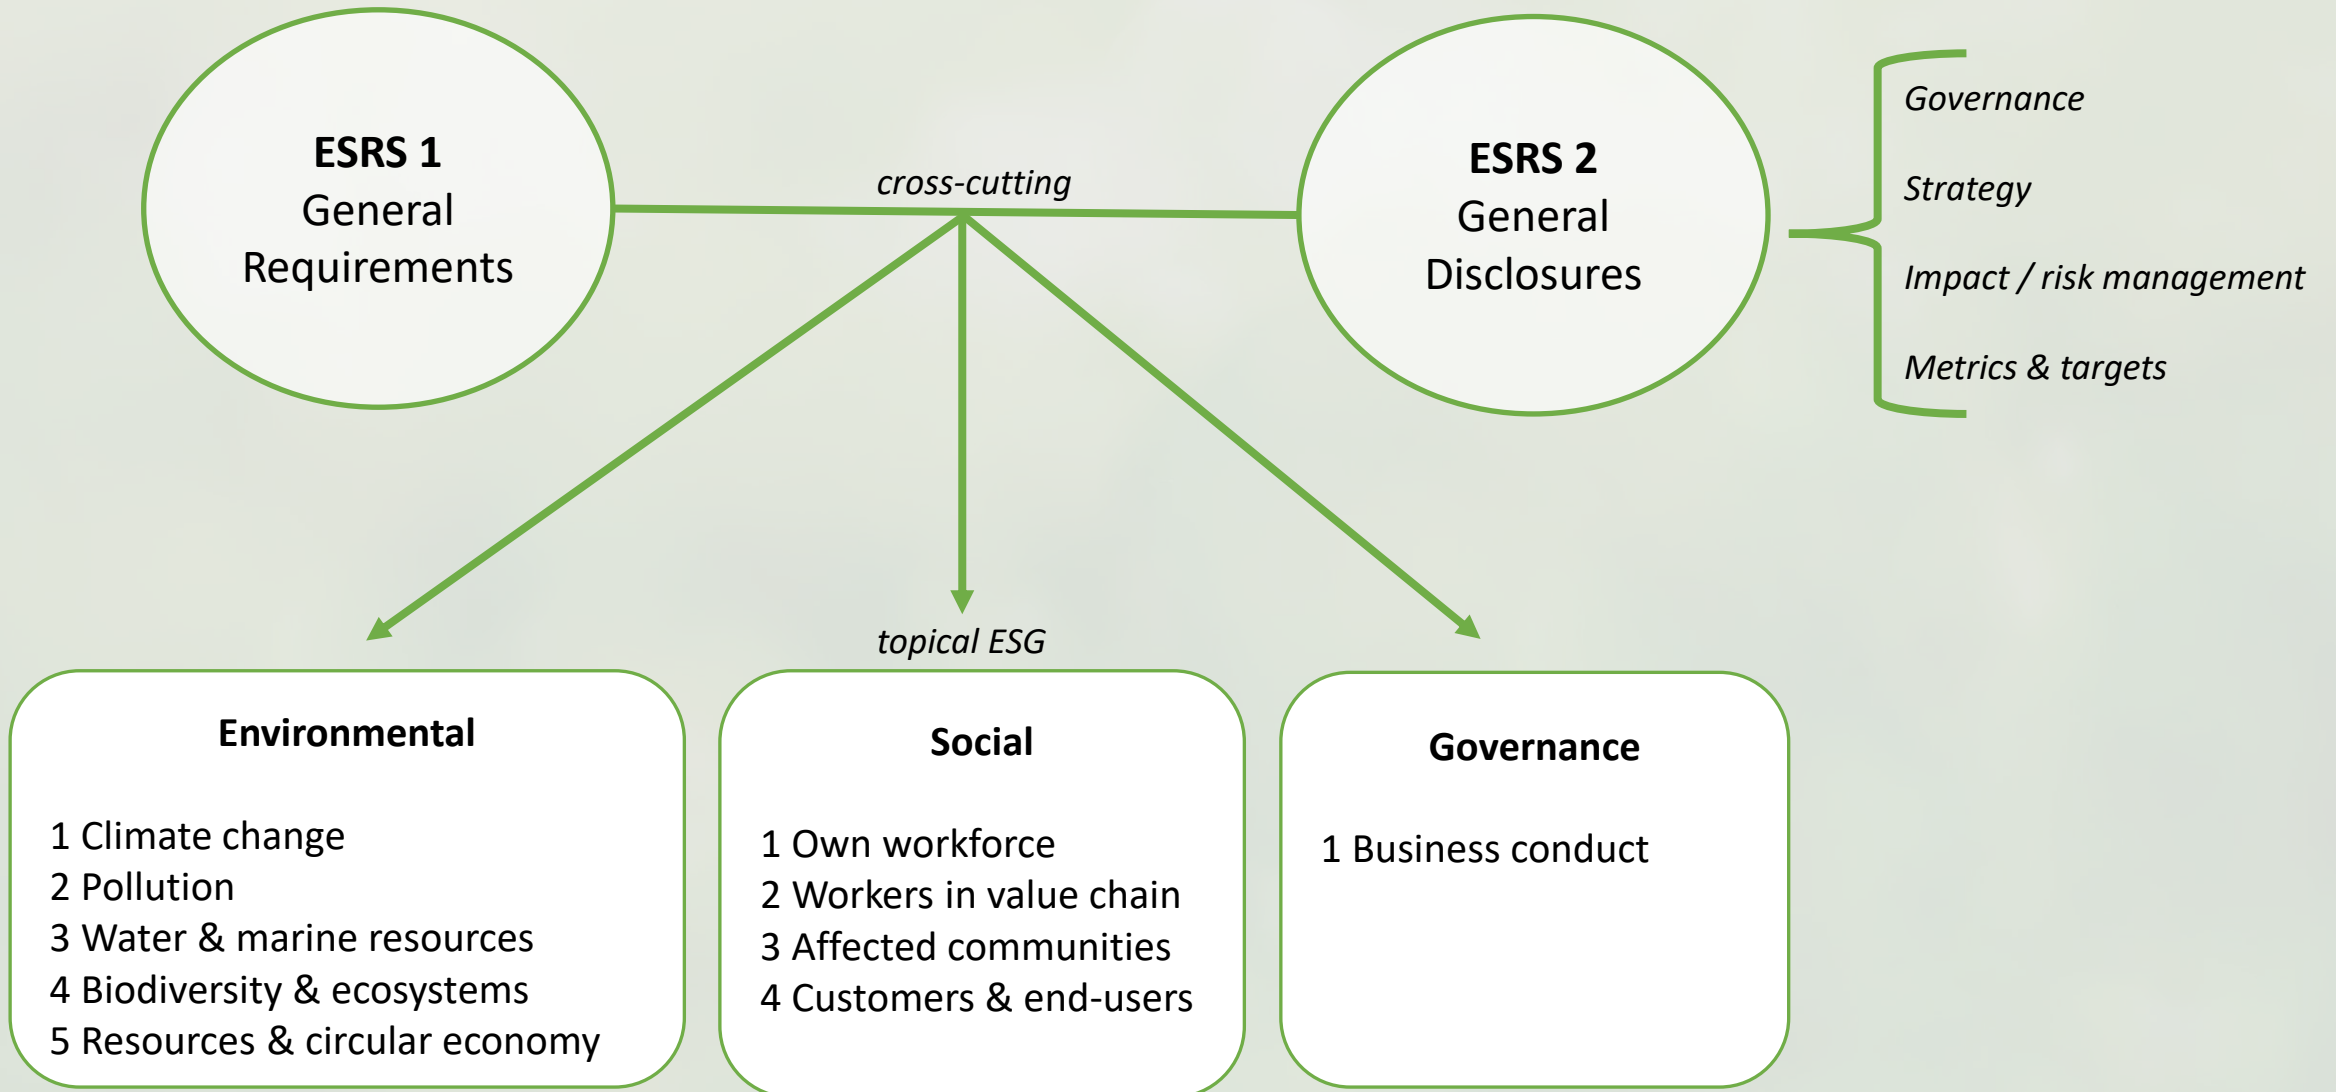 ESRS 1
General
Requirements
cross-cutting
ESRS 2
General
Disclosures
Governance
Strategy
Impact / risk management
Metrics & targets
topical ESG
Environmental
1 Climate change
2 Pollution
3 Water & marine resources
4 Biodiversity & ecosystems
5 Resources & circular economy
Social
1 Own workforce
2 Workers in value chain
3 Affected communities
4 Customers & end-users
Governance
1 Business conduct